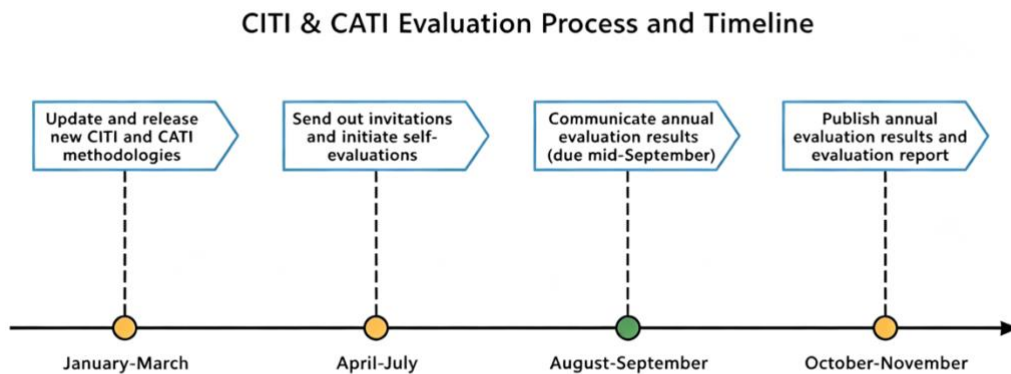 CITI & CATI Evaluation Process and Timeline
Update and release
new CITI and CATI
methodologies
Send out invitations
and initiate self-
evaluations
Communicate annual
evaluation results
(due mid-September)
Publish annual
evaluation results and
evaluation report
January-March
April-July
August-September
October-November